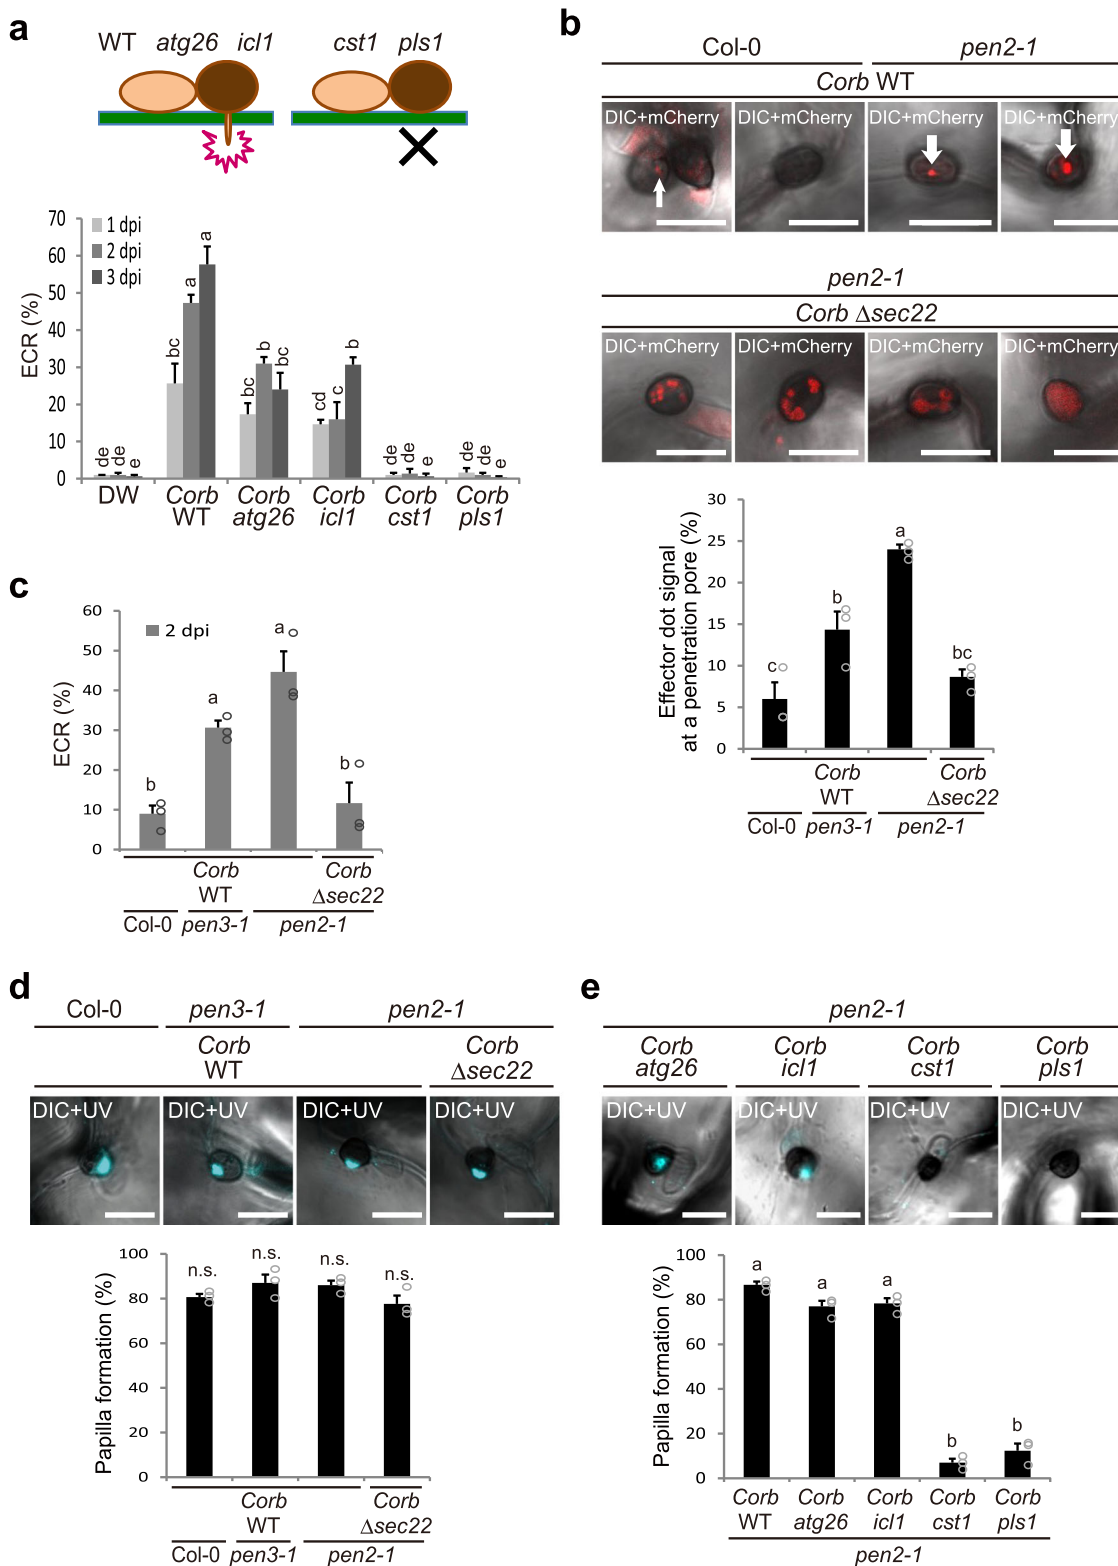 a
WT atg26 icl1 cst1 pls1
70
60
50
40
30
20
10
0
ECR (%)
1 dpi
2 dpi
3 dpi
de de e
bc a a
bc b bc
cd c b
de de e
de de e
DW Corb Corb Corb Corb Corb
WT atg26 icl1 cst1 pls1
b
Col-0 pen2-1
Corb WT
DIC+mCherry DIC+mCherry DIC+mCherry DIC+mCherry
pen2-1
Corb Δsec22
DIC+mCherry DIC+mCherry DIC+mCherry DIC+mCherry
Effector dot signal
at a penetration pore (%)
30
25
20
15
10
5
0
c b a bc
Corb Corb
WT Δsec22
Col-0 pen3-1 pen2-1
c
60
50
40
30
20
10
0
ECR (%)
2 dpi
b a a b
Corb Corb
WT Δsec22
Col-0 pen3-1 pen2-1
d
Col-0 pen3-1 pen2-1
Corb Corb
WT Δsec22
DIC+UV DIC+UV DIC+UV DIC+UV
Papilla formation (%)
100
80
60
40
20
0
n.s. n.s. n.s. n.s.
Corb Corb
WT Δsec22
Col-0 pen3-1 pen2-1
e
pen2-1
Corb Corb Corb Corb
atg26 icl1 cst1 pls1
DIC+UV DIC+UV DIC+UV DIC+UV
Papilla formation (%)
100
80
60
40
20
0
a a a b b
Corb Corb Corb Corb Corb
WT atg26 icl1 cst1 pls1
pen2-1